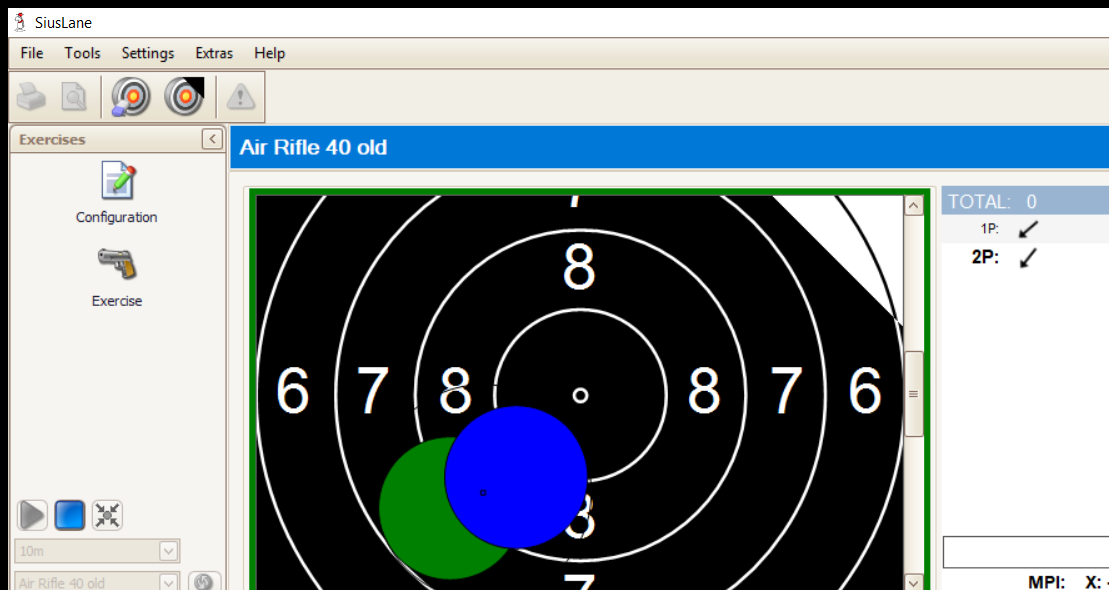 SiusLane
File Tools Settings Extras Help
Exercises
Air Rifle 40 old
Configuration
Exercise
10m
Air Rifle 40 old
7
8
6 7 8 8 7 6
8
7
TOTAL: 0
1P:
2P:
MPI: X: -